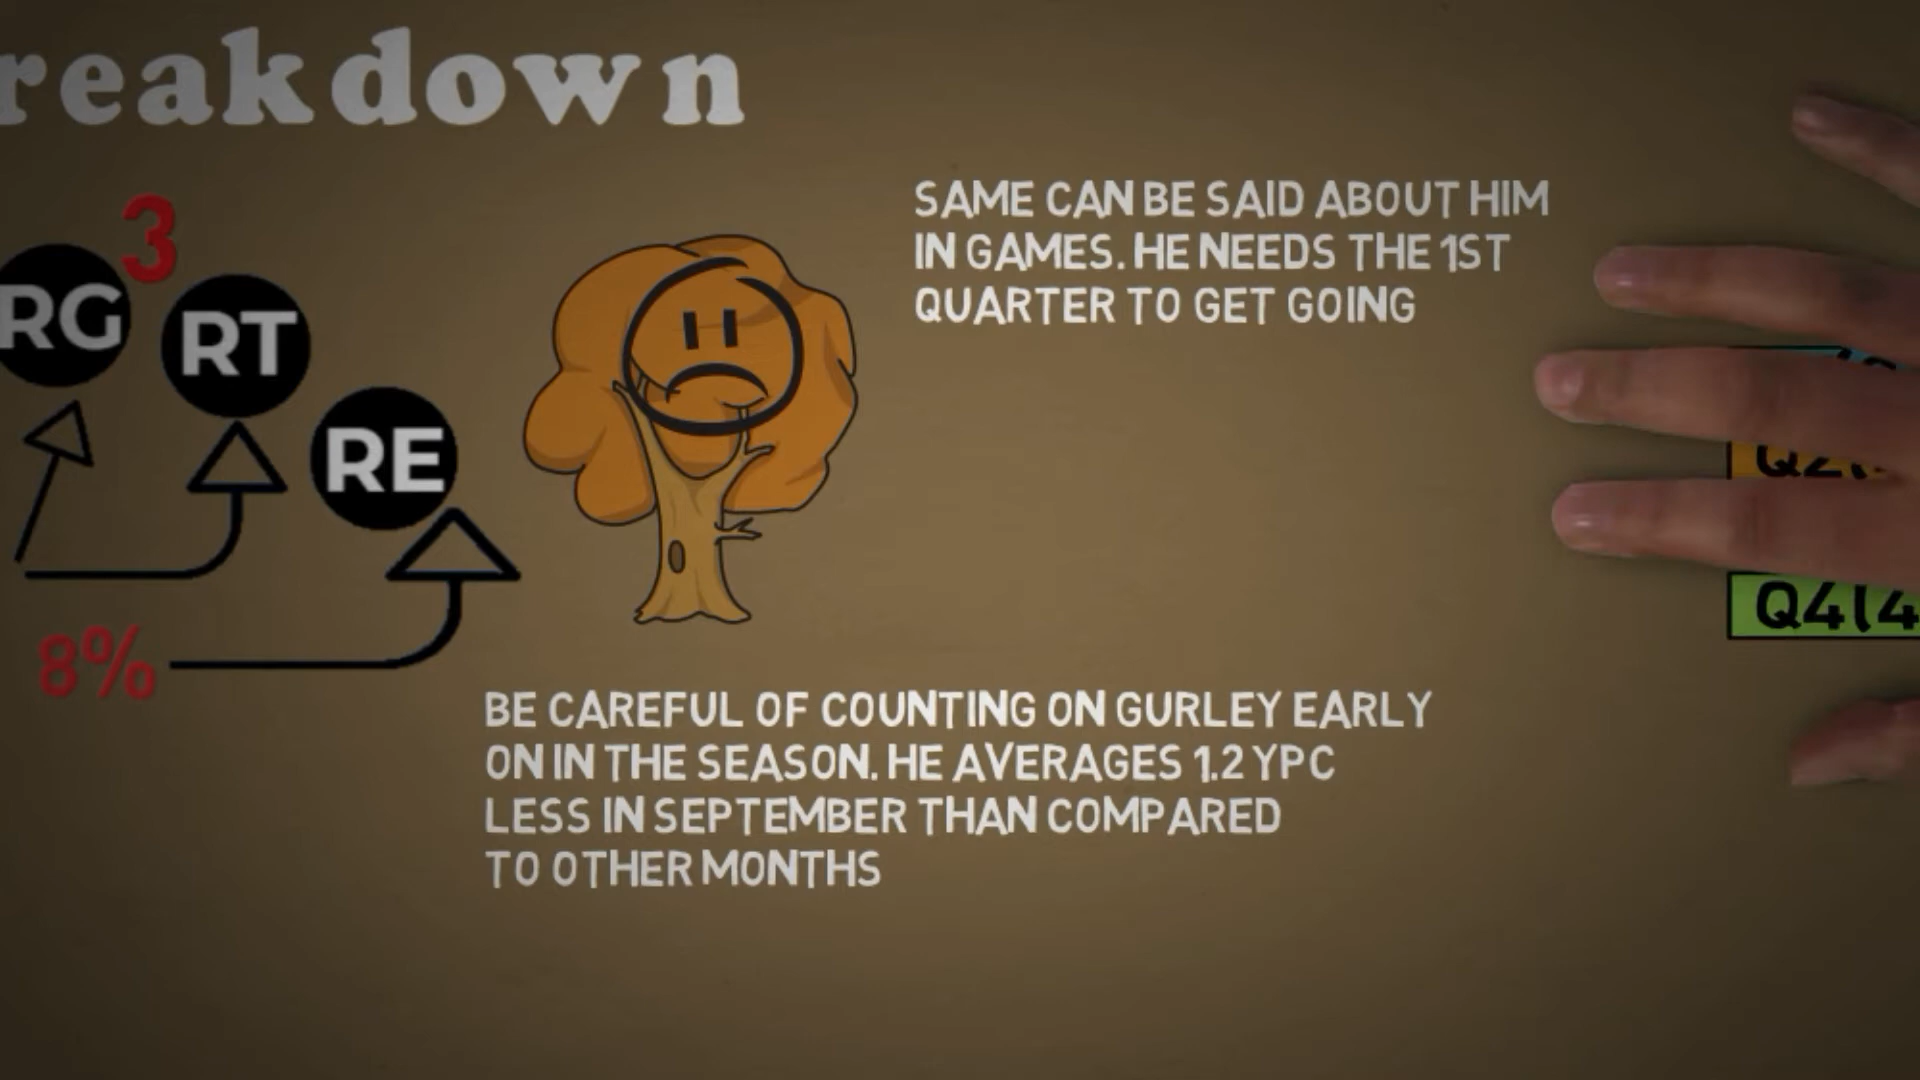 reakdown
3
RG
RT
RE
8%
SAME CAN BE SAID ABOUT HIM
IN GAMES. HE NEEDS THE 1ST
QUARTER TO GET GOING
Q4(4
BE CAREFUL OF COUNTING ON GURLEY EARLY
ON IN THE SEASON. HE AVERAGES 1.2 YPC
LESS IN SEPTEMBER THAN COMPARED
TO OTHER MONTHS